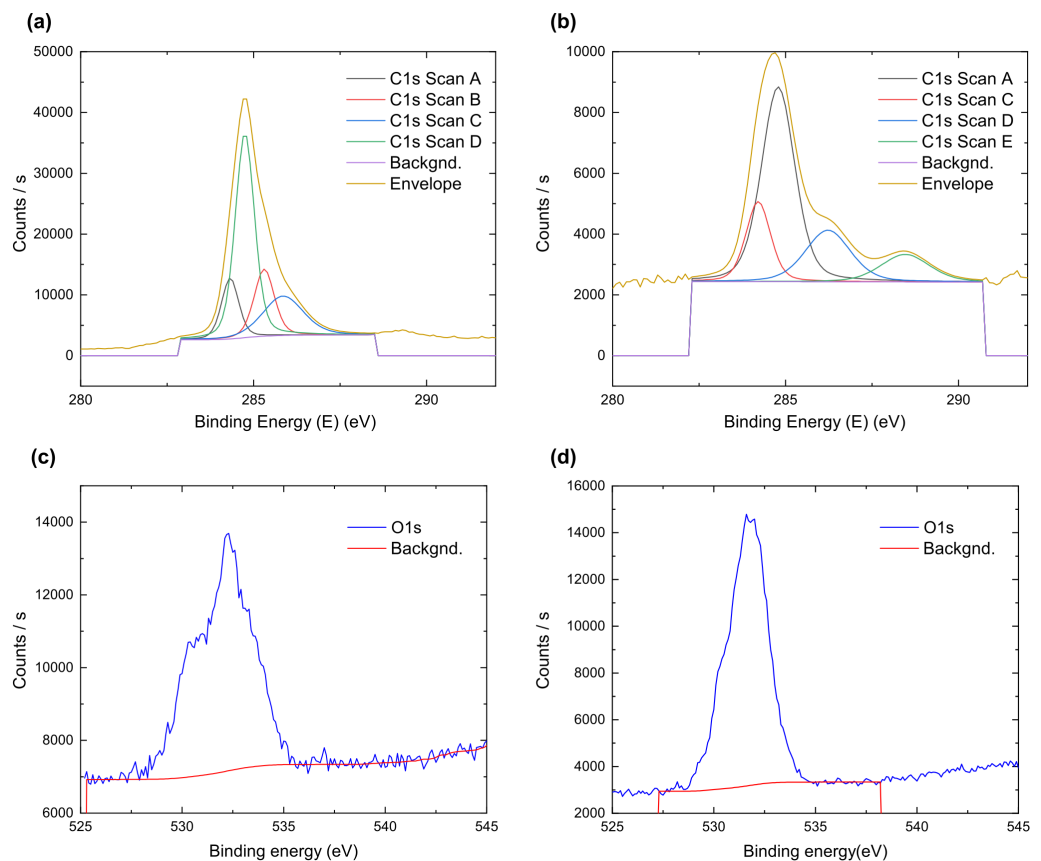 (a)
50000
40000
30000
20000
10000
0
280
285
290
Counts / s
Binding Energy (E) (eV)
C1s Scan A
C1s Scan B
C1s Scan C
C1s Scan D
Backgnd.
Envelope
(b)
10000
8000
6000
4000
2000
0
280
285
290
Counts / s
Binding Energy (E) (eV)
C1s Scan A
C1s Scan C
C1s Scan D
C1s Scan E
Backgnd.
Envelope
(c)
14000
12000
10000
8000
6000
525
530
535
540
545
Counts / s
Binding energy (eV)
O1s
Backgnd.
(d)
16000
14000
12000
10000
8000
6000
4000
2000
525
530
535
540
545
Counts / s
Binding energy(eV)
O1s
Backgnd.